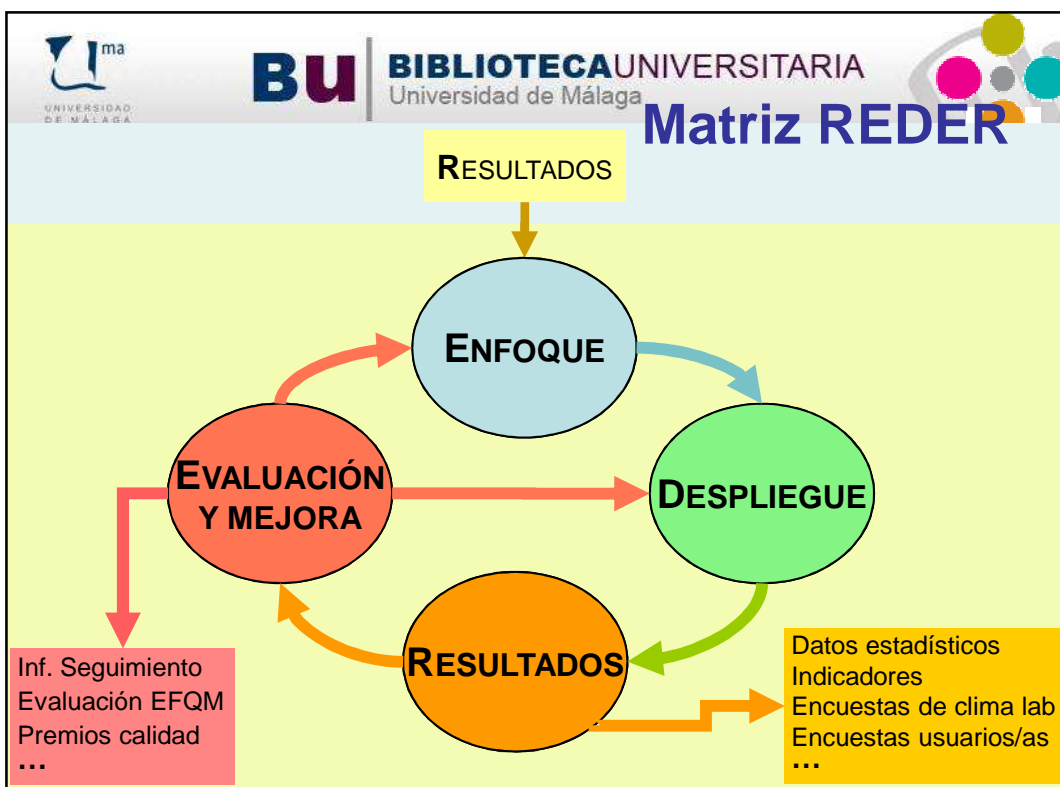 uma
UNIVERSIDAD
DE MÁLAGA
BU
BIBLIOTECAUNIVERSITARIA
Universidad de Málaga
Matriz REDER
RESULTADOS
ENFOQUE
EVALUACIÓN
Y MEJORA
DESPLIEGUE
RESULTADOS
Inf. Seguimiento
Evaluación EFQM
Premios calidad
...
Datos estadísticos
Indicadores
Encuestas de clima lab
Encuestas usuarios/as
...